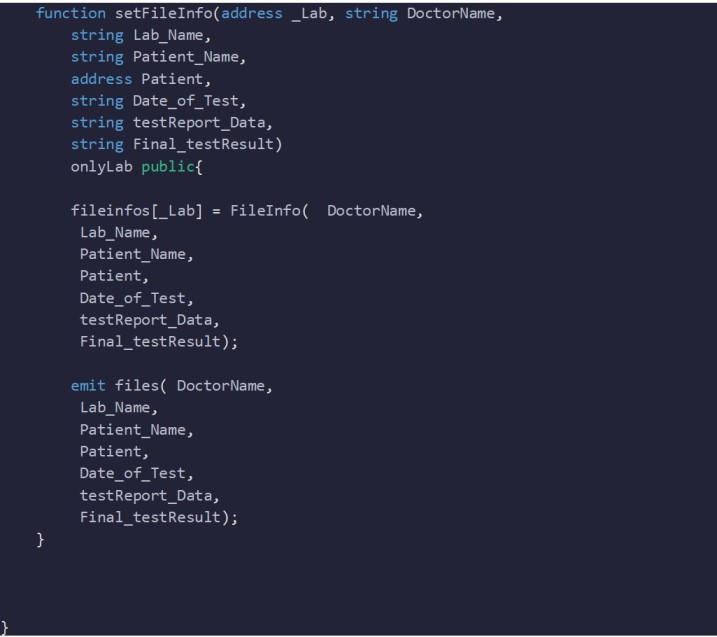 function setFileInfo(address _Lab, string DoctorName,
string Lab_Name,
string Patient_Name,
address Patient,
string Date_of_Test,
string testReport_Data,
string Final_testResult)
onlyLab public{
fileinfos[_Lab] = FileInfo(  DoctorName,
Lab_Name,
Patient_Name,
Patient,
Date_of_Test,
testReport_Data,
Final_testResult);
emit files( DoctorName,
Lab_Name,
Patient_Name,
Patient,
Date_of_Test,
testReport_Data,
Final_testResult);
}
}